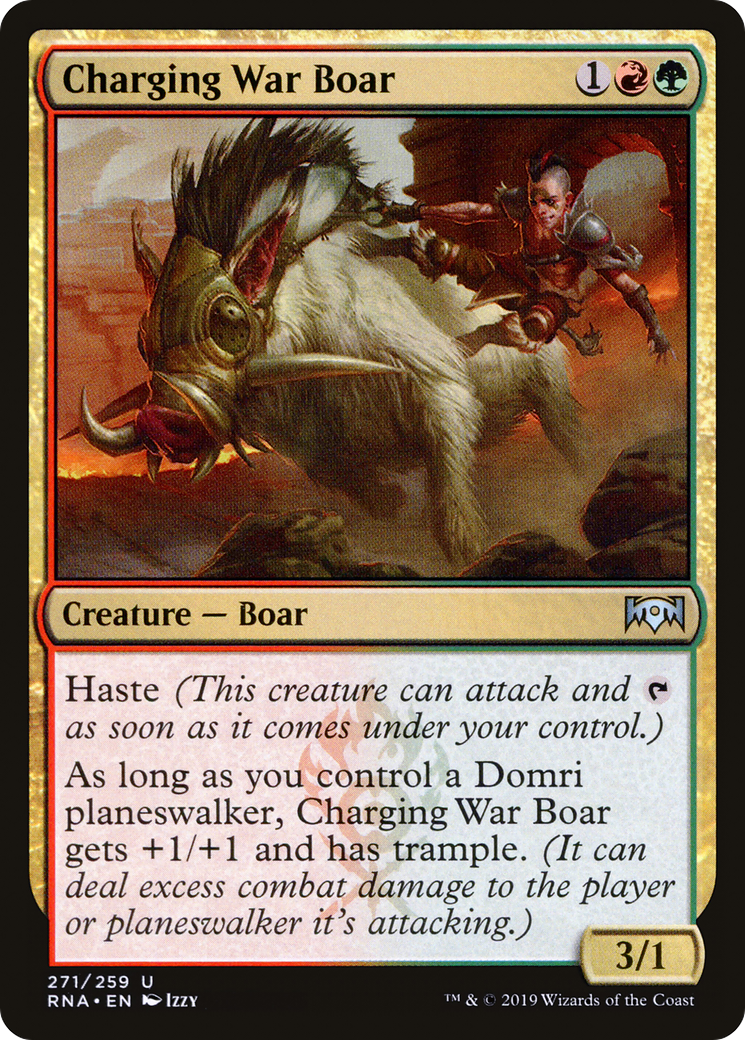 Charging War Boar 1
Creature — Boar
Haste (This creature can attack and
as soon as it comes under your control.)
As long as you control a Domri
planeswalker, Charging War Boar
gets +1/+1 and has trample. (It can
deal excess combat damage to the player
or planeswalker it's attacking.)
3/1
271/259 U
RNA • EN Izzy
™ & © 2019 Wizards of the Coast